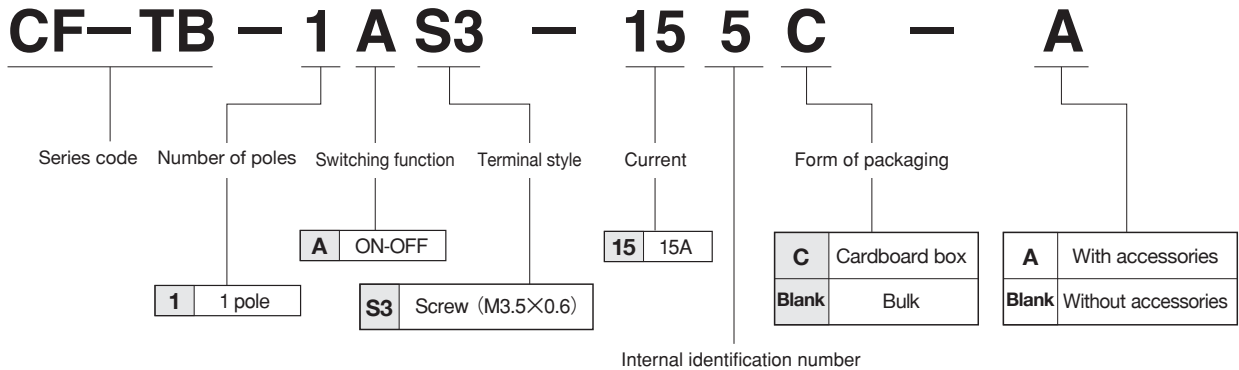 CF—TB — 1 A S3 — 15 5 C — A
Series code Number of poles Switching function Terminal style Current Form of packaging
A ON-OFF
15 15A
C Cardboard box
Blank Bulk
A With accessories
Blank Without accessories
1 1 pole
S3 Screw (M3.5×0.6)
Internal identification number